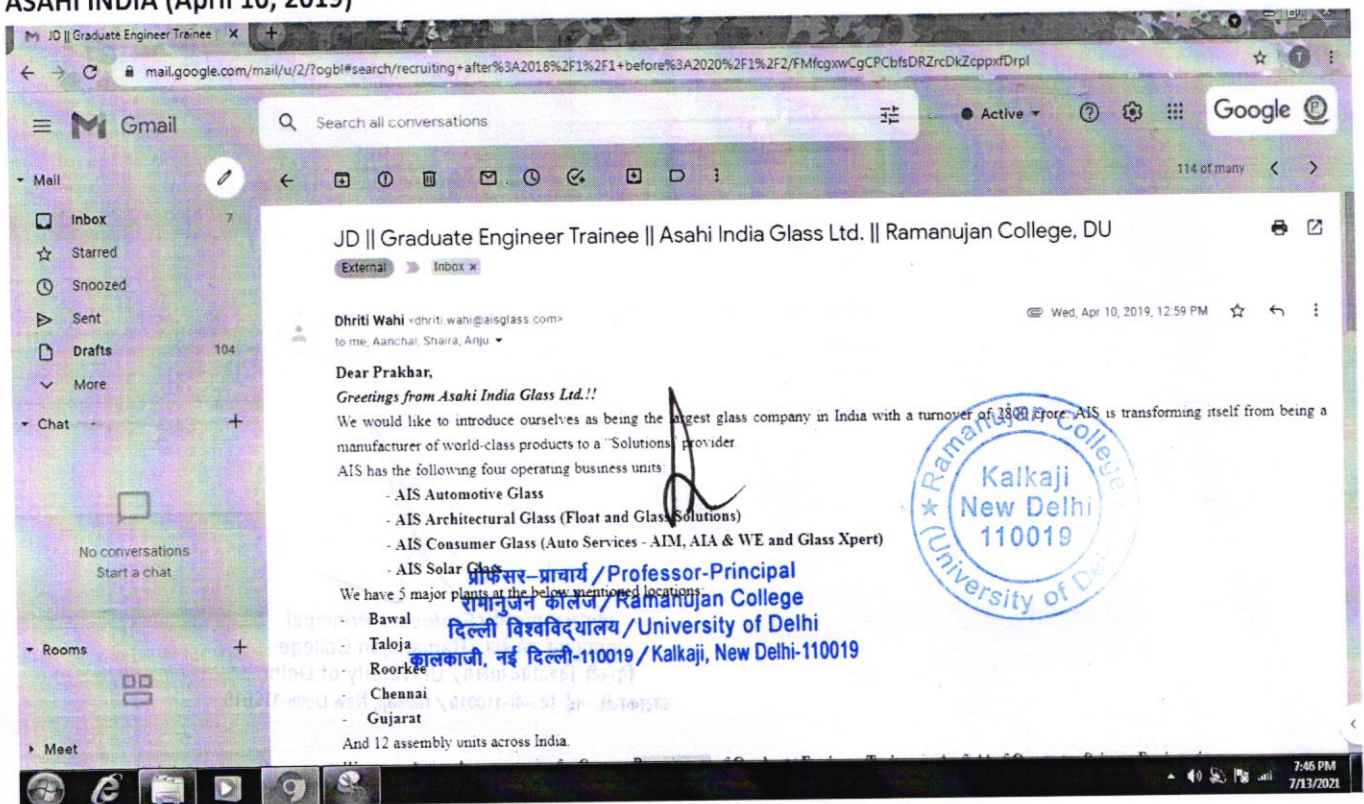 ASAHI INDIA (April 10, 2019)
JD || Graduate Engineer Trainee
mail.google.com/mail/u/2/?ogbl#search/recruiting+after%3A2018%2F1%2F1+before%3A2020%2F1%2F2/FMfcgxwCgCPCbfsDRZrcDkZcppxfDrpl
Gmail
Search all conversations
Active
Google
Mail
114 of many
Inbox 7
Starred
Snoozed
Sent
Drafts 104
More
Chat
No conversations
Start a chat
Rooms
Meet
JD || Graduate Engineer Trainee || Asahi India Glass Ltd. || Ramanujan College, DU
External Inbox x
Dhriti Wahi <dhriti.wahi@aisglass.com>
Wed, Apr 10, 2019, 12:59 PM
to me, Aanchal, Shaira, Anju
Dear Prakhar,
Greetings from Asahi India Glass Ltd.!!
We would like to introduce ourselves as being the largest glass company in India with a turnover of 2800 crore. AIS is transforming itself from being a
manufacturer of world-class products to a "Solutions" provider
AIS has the following four operating business units:
- AIS Automotive Glass
- AIS Architectural Glass (Float and Glass Solutions)
- AIS Consumer Glass (Auto Services - AIM, AIA & WE and Glass Xpert)
- AIS Solar Glass
We have 5 major plants at the below mentioned locations:
Bawal
Taloja
Roorkee
- Chennai
- Gujarat
And 12 assembly units across India.
प्रोफेसर–प्राचार्य/Professor-Principal
रामानुजन कॉलेज/Ramanujan College
दिल्ली विश्वविद्यालय/University of Delhi
कालकाजी, नई दिल्ली-110019/Kalkaji, New Delhi-110019
Ramanujan College
Kalkaji
New Delhi
110019
(University of
7:46 PM
7/13/2021